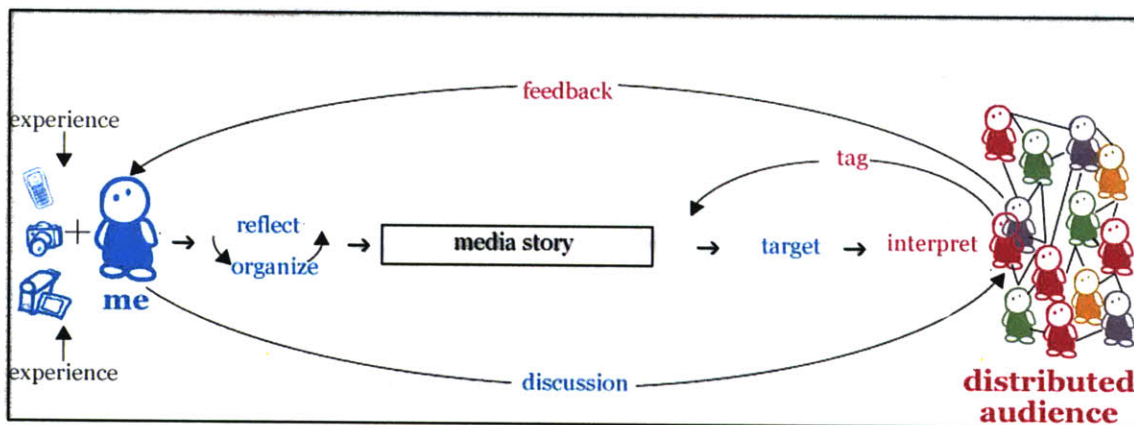 feedback
experience
tag
+
reflect
organize
media story
target
interpret
me
experience
discussion
distributed
audience